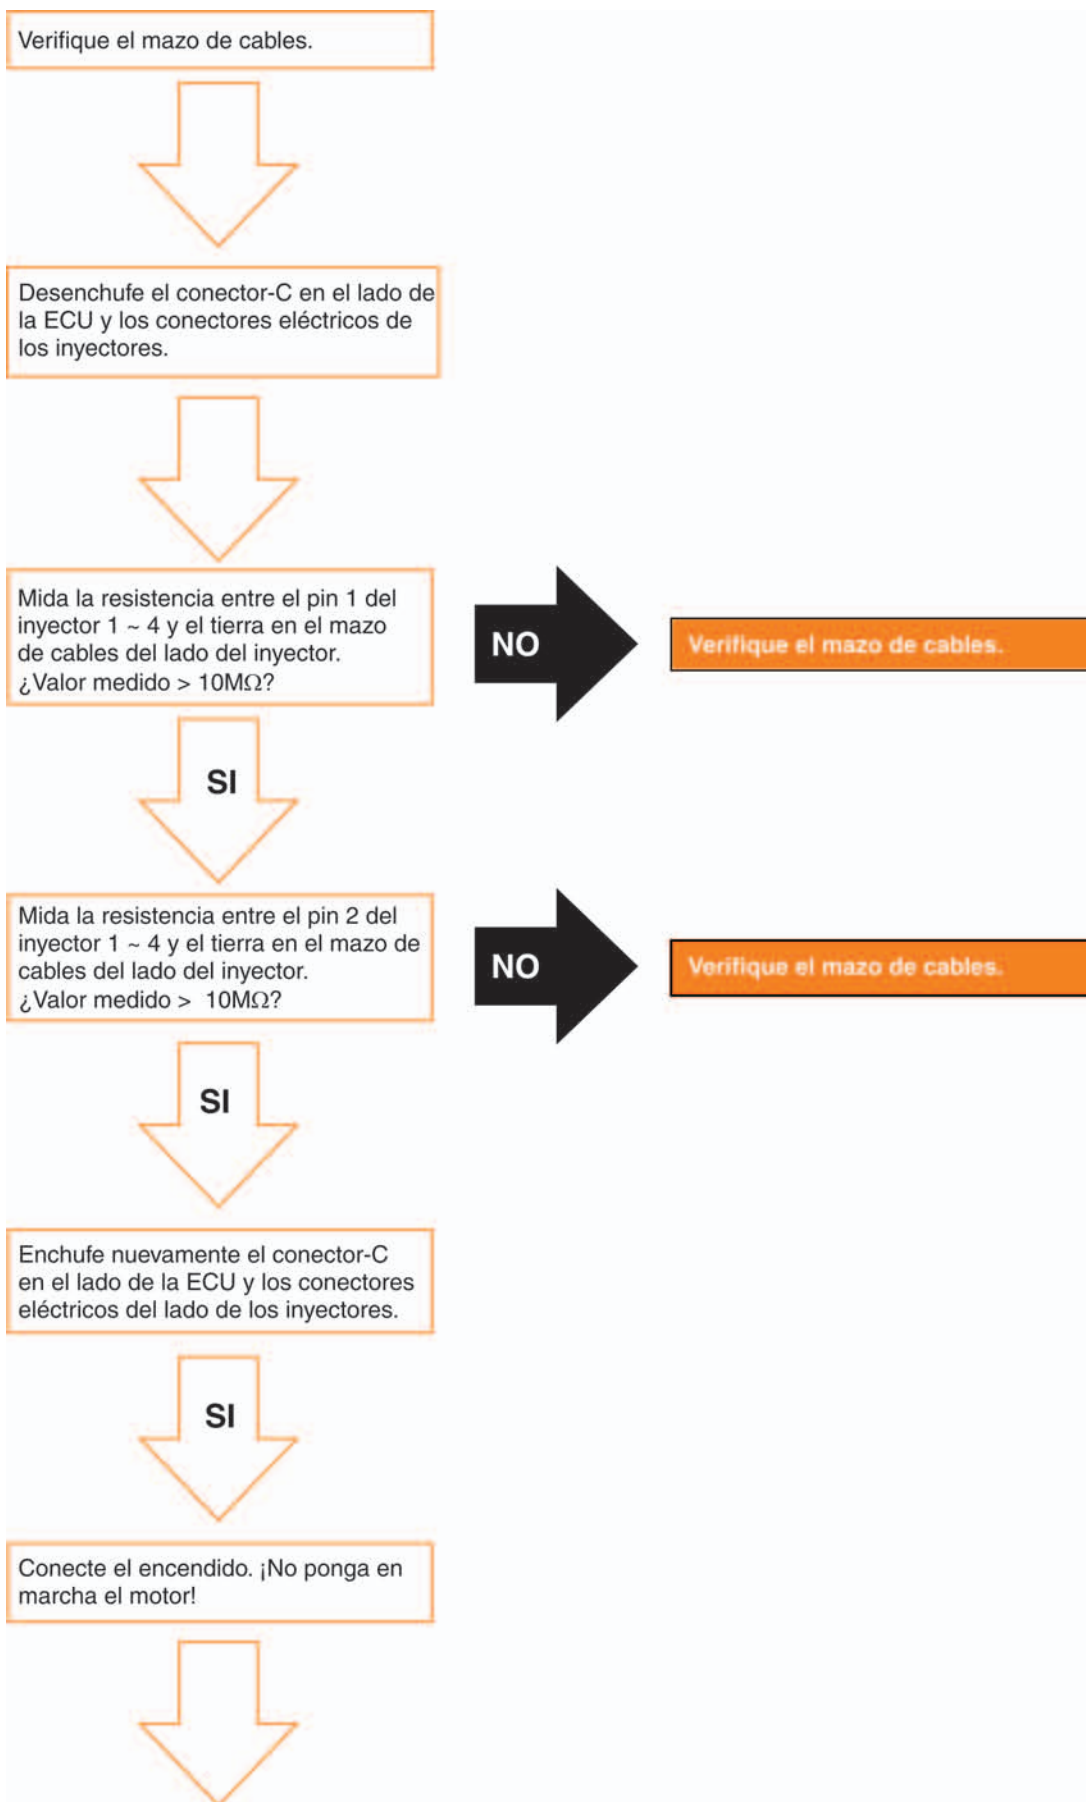 Verifique el mazo de cables.
Desenchufe el conector-C en el lado de
la ECU y los conectores eléctricos de
los inyectores.
Mida la resistencia entre el pin 1 del
inyector 1 ~ 4 y el tierra en el mazo
de cables del lado del inyector.
¿Valor medido > 10MΩ?
NO
Verifique el mazo de cables.
SI
Mida la resistencia entre el pin 2 del
inyector 1 ~ 4 y el tierra en el mazo de
cables del lado del inyector.
¿Valor medido > 10MΩ?
NO
Verifique el mazo de cables.
SI
Enchufe nuevamente el conector-C
en el lado de la ECU y los conectores
eléctricos del lado de los inyectores.
SI
Conecte el encendido. ¡No ponga en
marcha el motor!